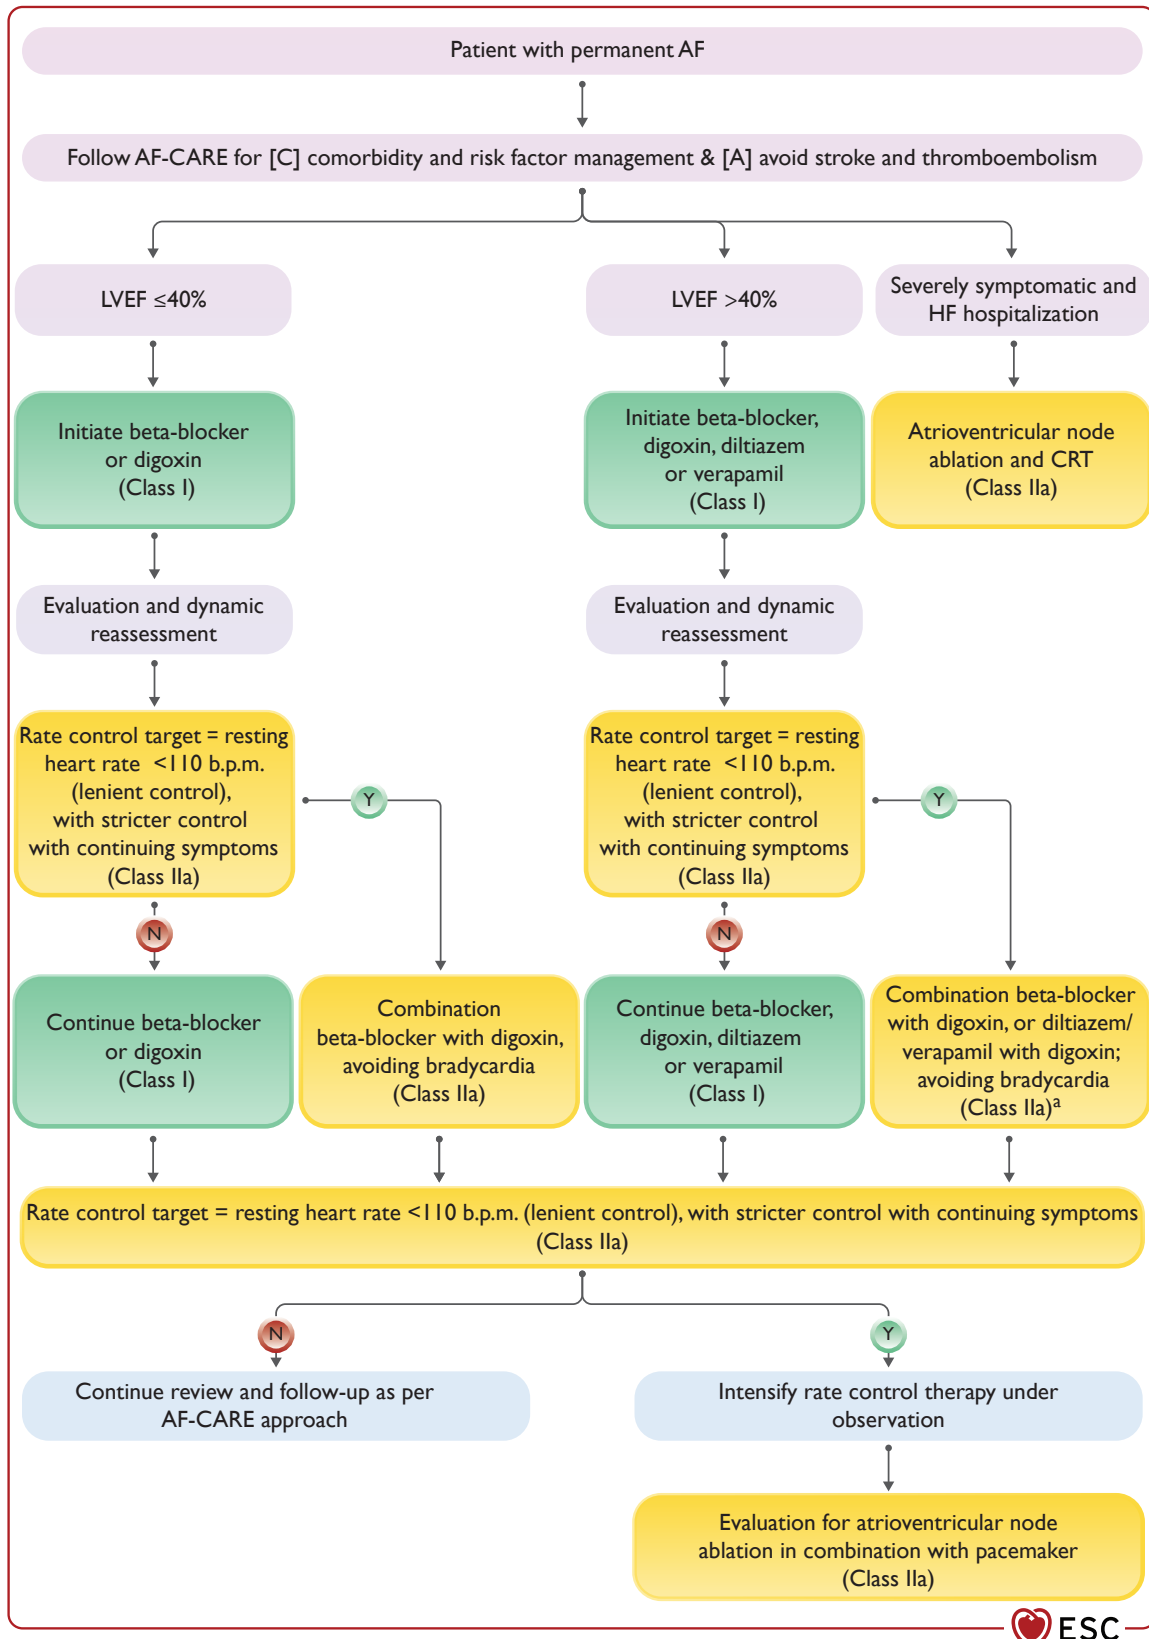 Patient with permanent AF
Follow AF-CARE for [C] comorbidity and risk factor management & [A] avoid stroke and thromboembolism
LVEF ≤40%
LVEF >40%
Severely symptomatic and
HF hospitalization
Initiate beta-blocker
or digoxin
(Class I)
Initiate beta-blocker,
digoxin, diltiazem
or verapamil
(Class I)
Atrioventricular node
ablation and CRT
(Class IIa)
Evaluation and dynamic
reassessment
Evaluation and dynamic
reassessment
Rate control target = resting
heart rate <110 b.p.m.
(lenient control),
with stricter control
with continuing symptoms
(Class IIa)
Y
Rate control target = resting
heart rate <110 b.p.m.
(lenient control),
with stricter control
with continuing symptoms
(Class IIa)
Y
N
N
Continue beta-blocker
or digoxin
(Class I)
Combination
beta-blocker with digoxin,
avoiding bradycardia
(Class IIa)
Continue beta-blocker,
digoxin, diltiazem
or verapamil
(Class I)
Combination beta-blocker
with digoxin, or diltiazem/
verapamil with digoxin;
avoiding bradycardia
(Class IIa)a
Rate control target = resting heart rate <110 b.p.m. (lenient control), with stricter control with continuing symptoms
(Class IIa)
N
Y
Continue review and follow-up as per
AF-CARE approach
Intensify rate control therapy under
observation
Evaluation for atrioventricular node
ablation in combination with pacemaker
(Class IIa)
ESC